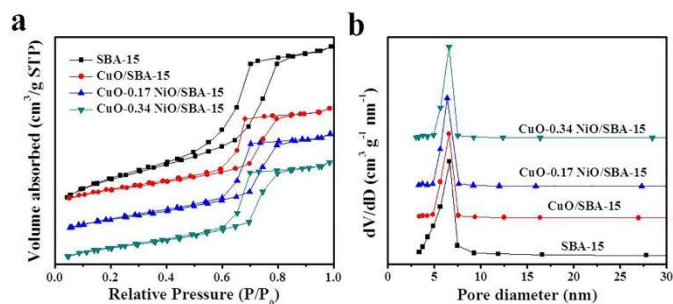 a
SBA-15
CuO/SBA-15
CuO-0.17 NiO/SBA-15
CuO-0.34 NiO/SBA-15
Volume absorbed (cm³/g STP)
0.0 0.2 0.4 0.6 0.8 1.0
Relative Pressure (P/P₀)
b
CuO-0.34 NiO/SBA-15
CuO-0.17 NiO/SBA-15
CuO/SBA-15
SBA-15
dV/dD (cm³ g⁻¹ nm⁻¹)
0 5 10 15 20 25 30
Pore diameter (nm)